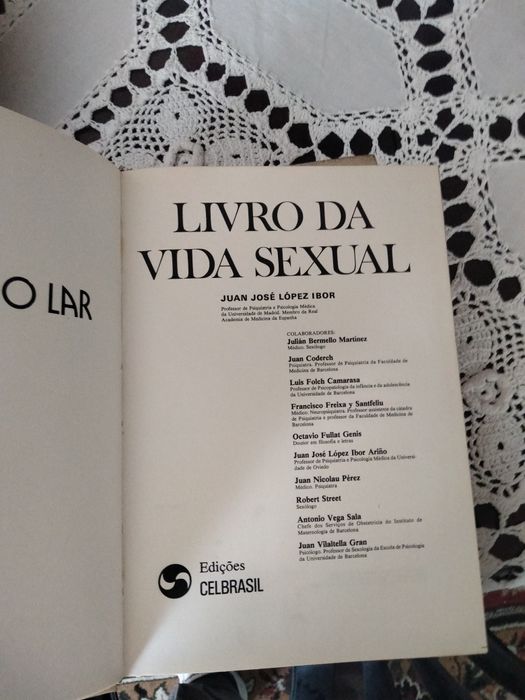 O LAR
LIVRO DA
VIDA SEXUAL
JUAN JOSÉ LÓPEZ IBOR
Professor de Psiquiatria e Psicologia Médica
da Universidade de Madrid. Membro da Real
Academia de Medicina da Espanha
COLABORADORES:
Julián Bermello Martínez
Médico. Sexólogo
Juan Coderch
Psiquiatra. Professor de Psiquiatria da Faculdade de
Medicina de Barcelona
Luis Folch Camarasa
Professor de Psicopatologia da infância e da adolescência
da Universidade de Barcelona
Francisco Freixa y Santfeliu
Médico. Neuropsiquiatra. Professor assistente da cátedra
de Psiquiatria e professor da Faculdade de Medicina de
Barcelona
Octavio Fullat Genis
Doutor em filosofia e letras
Juan José López Ibor Ariño
Professor de Psiquiatria e Psicologia Médica da Universi-
dade de Oviedo
Juan Nicolau Pérez
Médico. Psiquiatra
Robert Street
Sexólogo
Antonio Vega Sala
Chefe dos Serviços de Obstetrícia do Instituto de
Maternologia de Barcelona
Juan Vilaltella Gran
Psicólogo. Professor de Sexologia da Escola de Psicologia
da Universidade de Barcelona
Edições
CELBRASIL